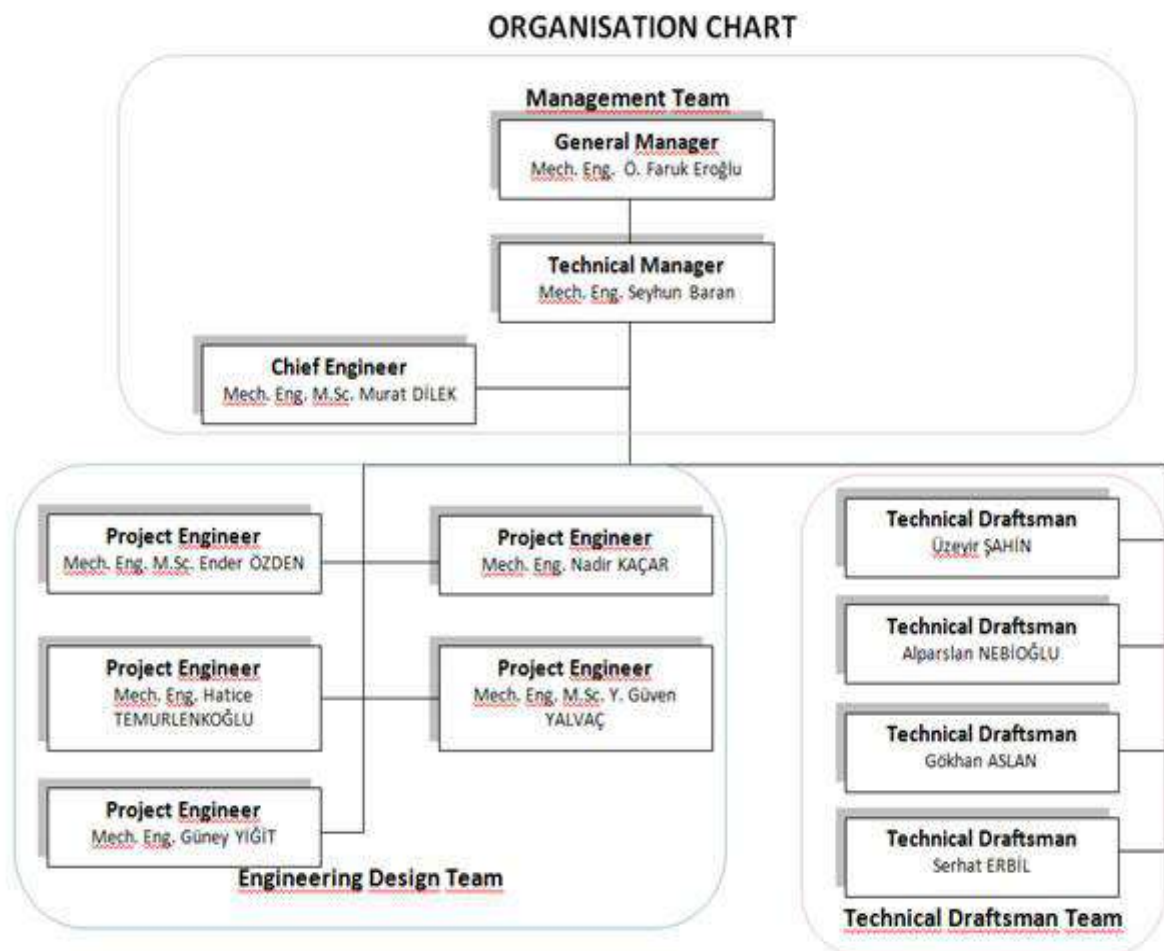 ORGANISATION CHART
Management Team
General Manager
Mech. Eng. Ö. Faruk Eroğlu
Technical Manager
Mech. Eng. Seyhun Baran
Chief Engineer
Mech. Eng. M.Sc. Murat DİLEK
Project Engineer
Mech. Eng. M.Sc. Ender ÖZDEN
Project Engineer
Mech. Eng. Nadir KAÇAR
Project Engineer
Mech. Eng. Hatice
TEMURLENKOĞLU
Project Engineer
Mech. Eng. M.Sc. Y. Güven
YALVAÇ
Project Engineer
Mech. Eng. Güney YİĞİT
Engineering Design Team
Technical Draftsman
Üzeyir ŞAHİN
Technical Draftsman
Alparslan NEBİOĞLU
Technical Draftsman
Gökhan ASLAN
Technical Draftsman
Serhat ERBİL
Technical Draftsman Team